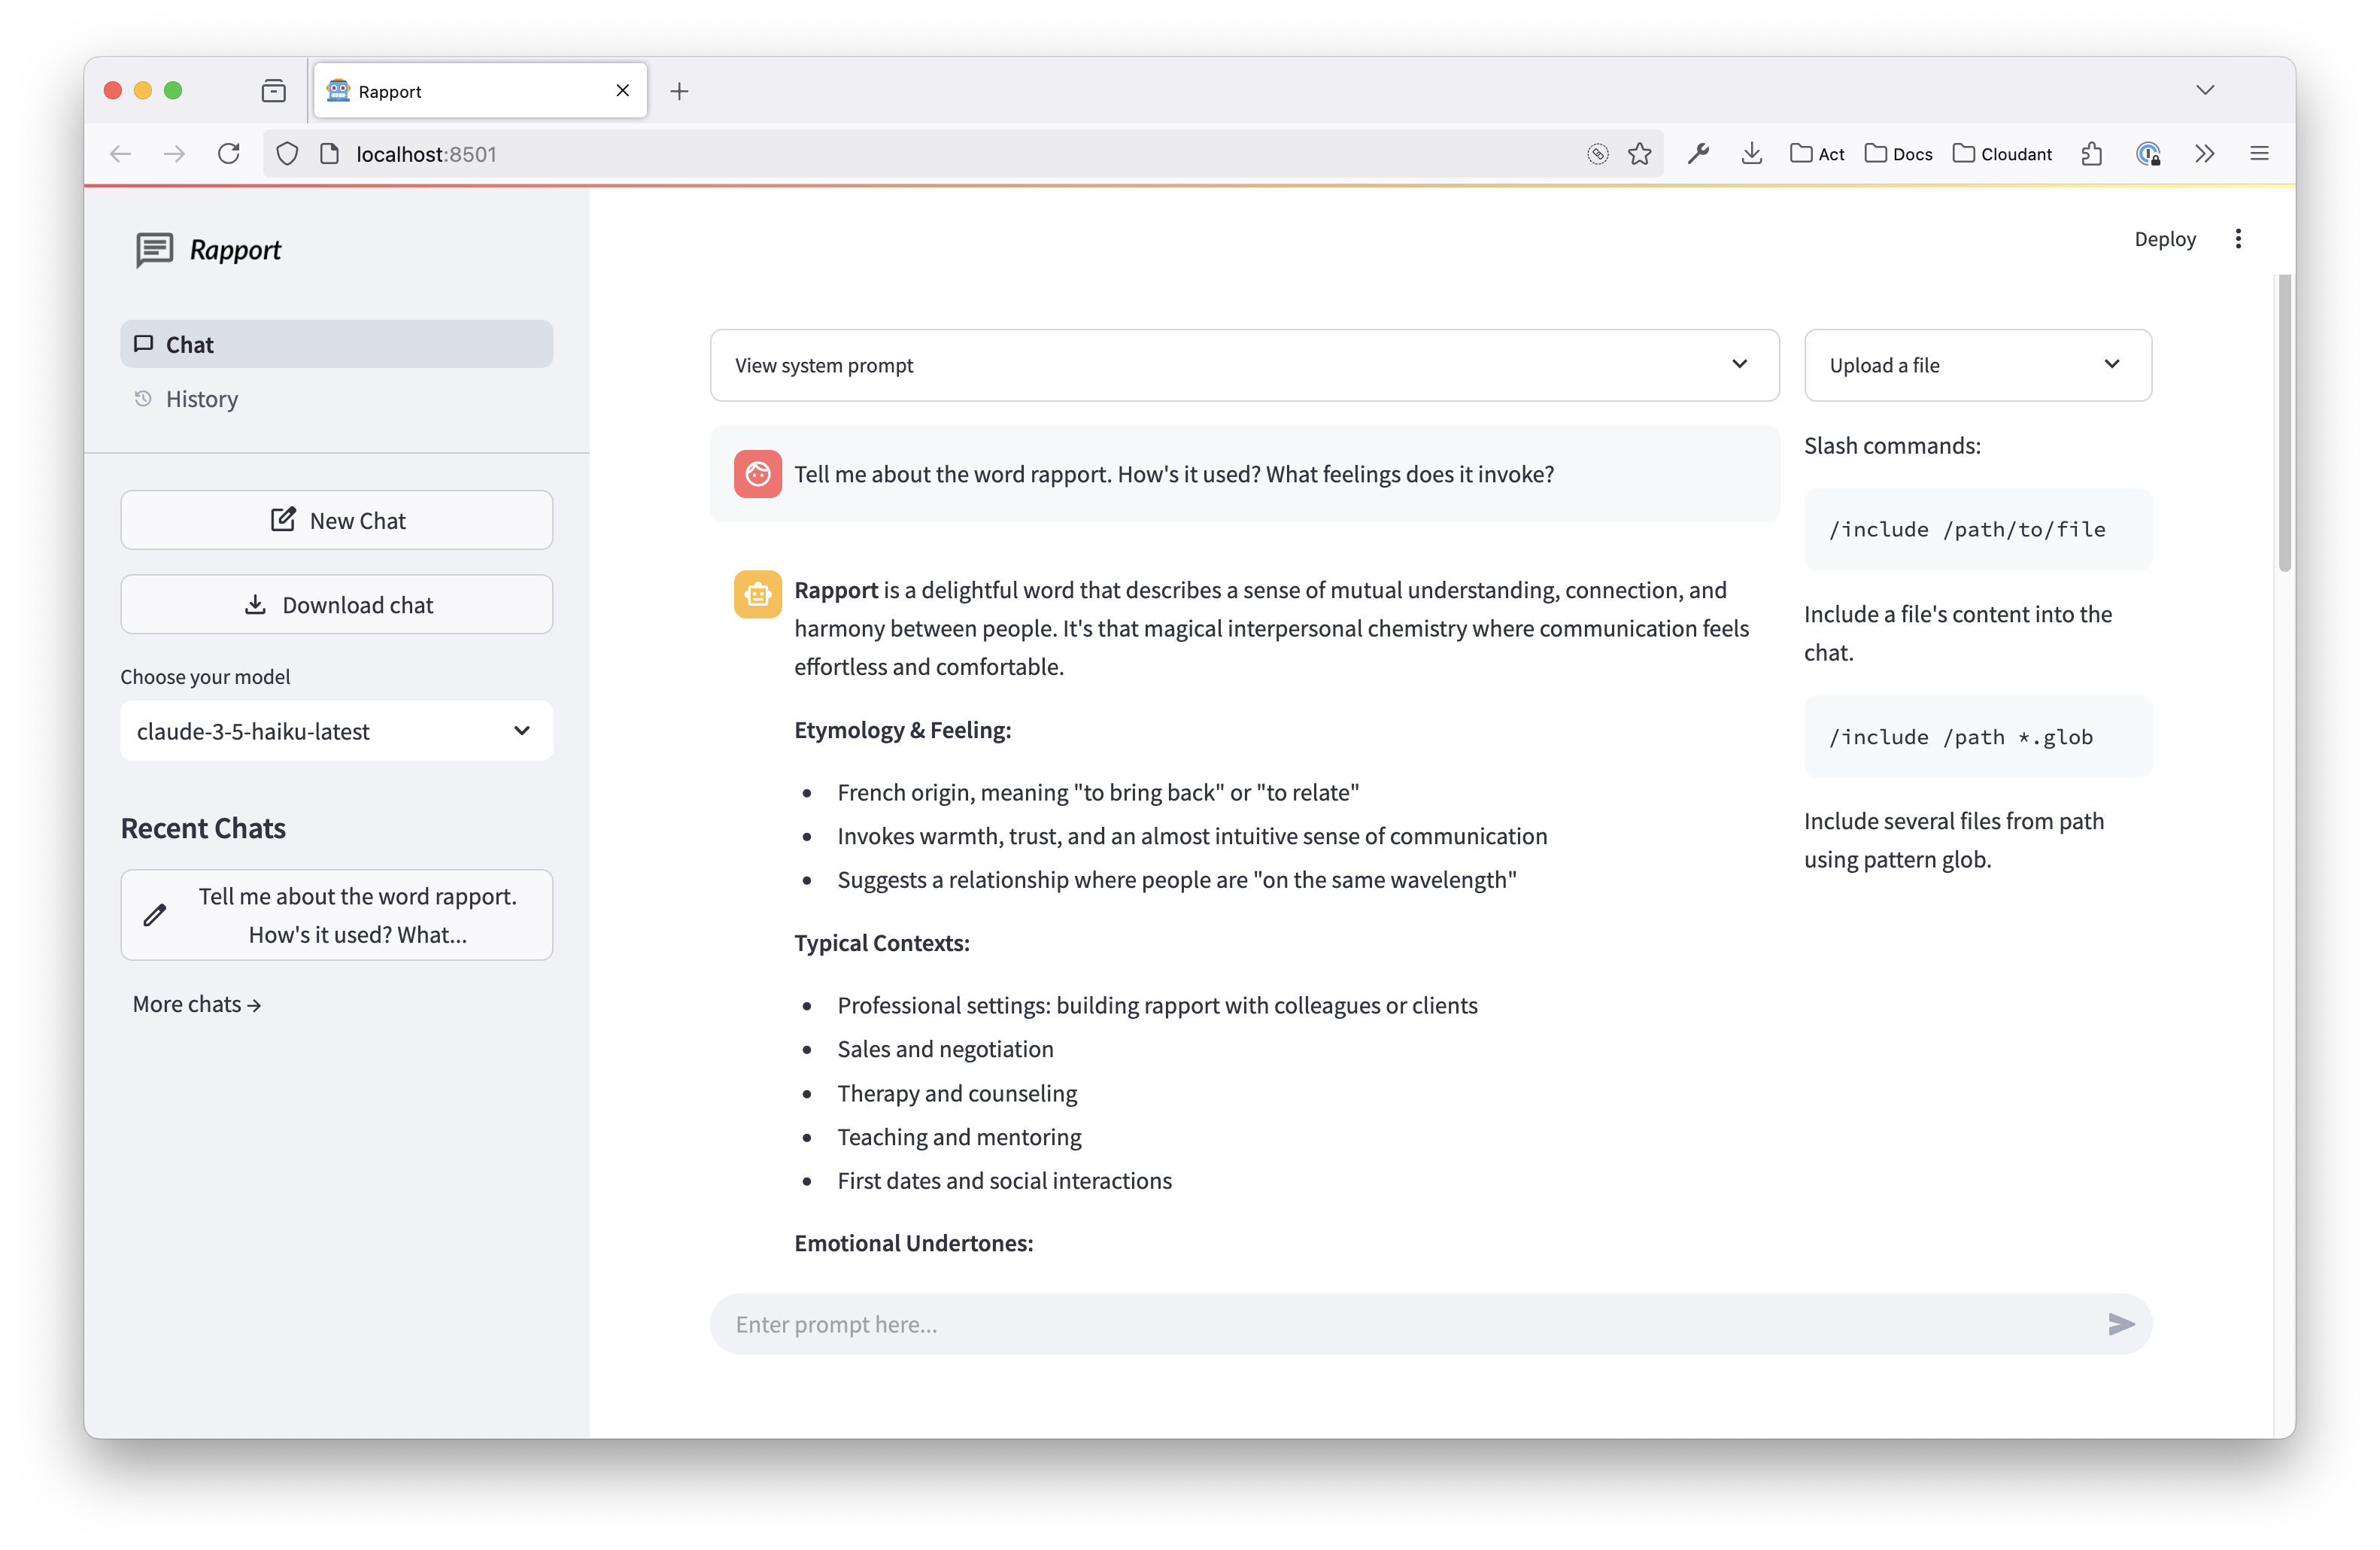 Rapport
localhost:8501
Act
Docs
Cloudant
Rapport
Chat
History
New Chat
Download chat
Choose your model
claude-3-5-haiku-latest
Recent Chats
Tell me about the word rapport.
How's it used? What...
More chats →
Deploy
View system prompt
Tell me about the word rapport. How's it used? What feelings does it invoke?
Rapport is a delightful word that describes a sense of mutual understanding, connection, and
harmony between people. It's that magical interpersonal chemistry where communication feels
effortless and comfortable.
Etymology & Feeling:
• French origin, meaning "to bring back" or "to relate"
• Invokes warmth, trust, and an almost intuitive sense of communication
• Suggests a relationship where people are "on the same wavelength"
Typical Contexts:
• Professional settings: building rapport with colleagues or clients
• Sales and negotiation
• Therapy and counseling
• Teaching and mentoring
• First dates and social interactions
Emotional Undertones:
Enter prompt here...
Upload a file
Slash commands:
/include /path/to/file
Include a file's content into the
chat.
/include /path *.glob
Include several files from path
using pattern glob.